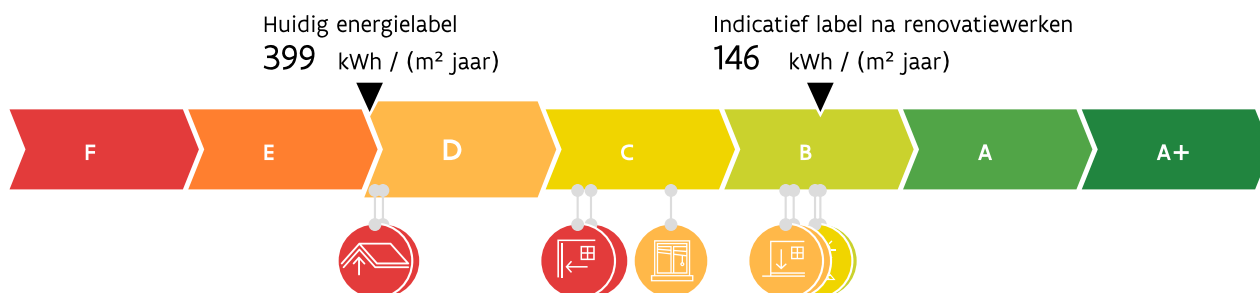 Huidig energielabel
399 kWh / (m² jaar)
Indicatief label na renovatiewerken
146 kWh / (m² jaar)
F E D C B A A+